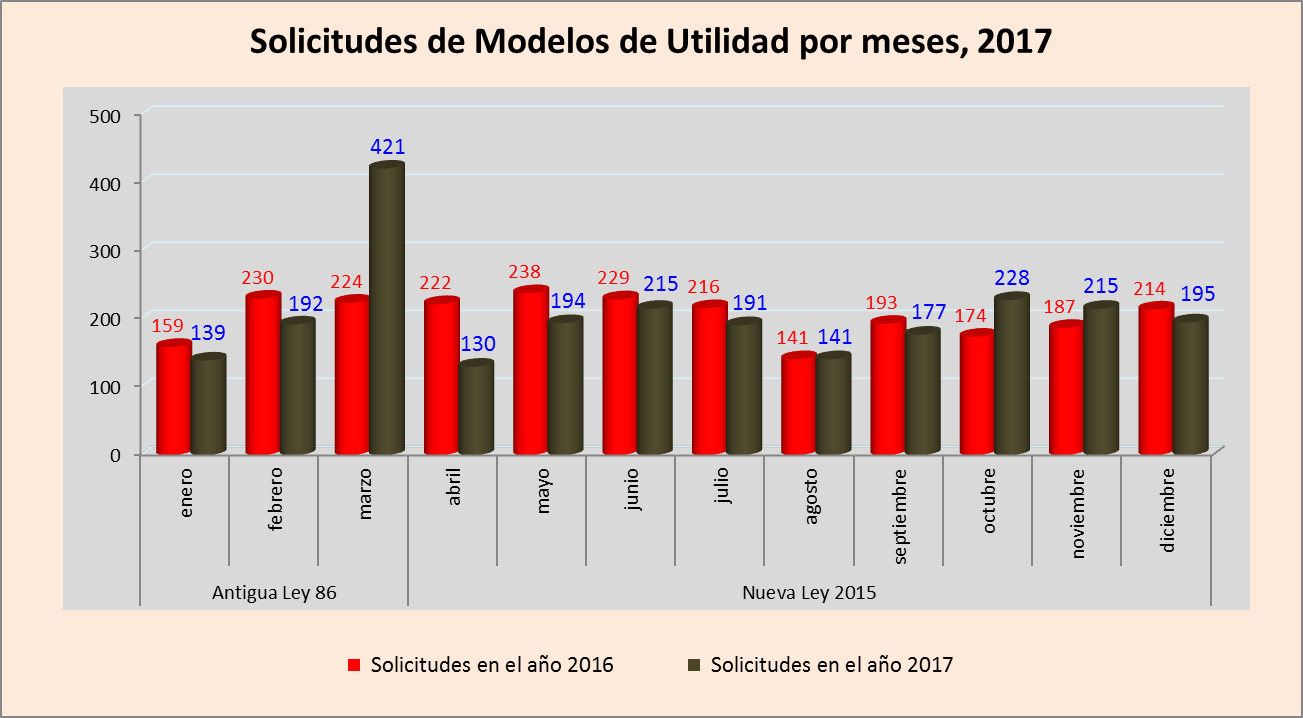 Solicitudes de Modelos de Utilidad por meses, 2017
500
400
300
200
100
0
159
139
230
192
224
421
222
130
238
194
229
215
216
191
141
141
193
177
174
228
187
215
214
195
enero
febrero
marzo
abril
mayo
junio
julio
agosto
septiembre
octubre
noviembre
diciembre
Antigua Ley 86
Nueva Ley 2015
Solicitudes en el año 2016
Solicitudes en el año 2017